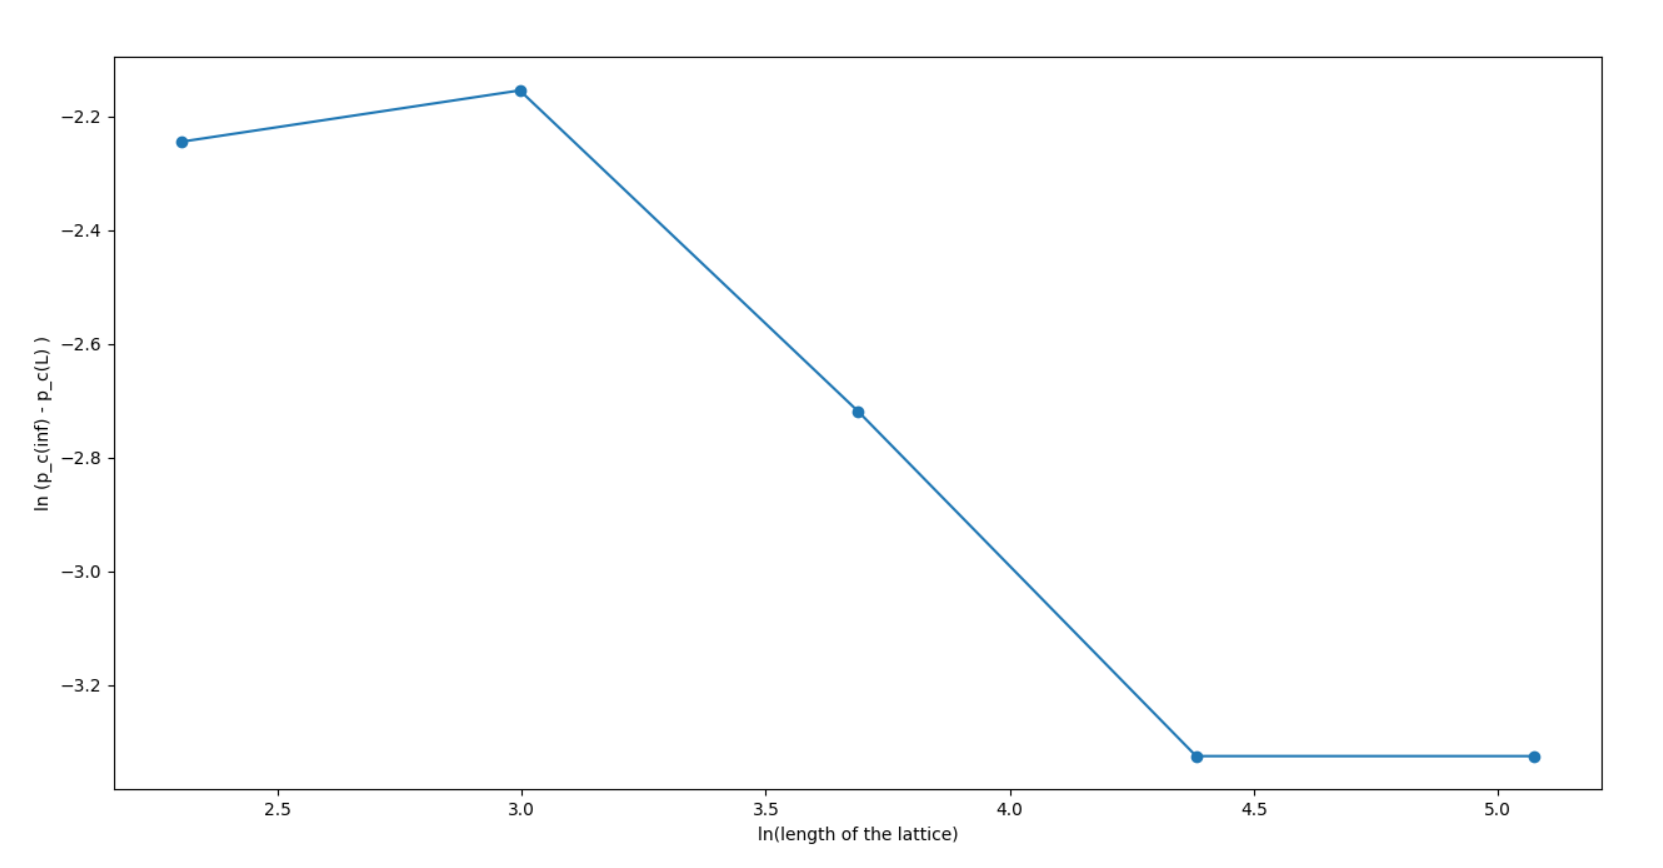 −2.2
−2.4
−2.6
−2.8
−3.0
−3.2
ln (p_c(inf) - p_c(L) )
2.5 3.0 3.5 4.0 4.5 5.0
ln(length of the lattice)